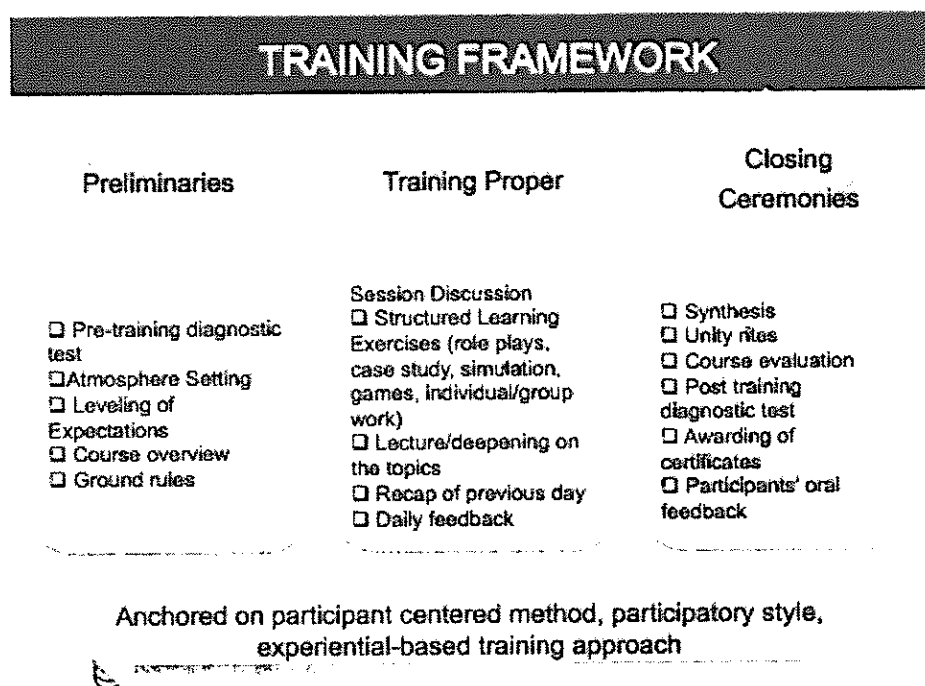 TRAINING FRAMEWORK
Preliminaries
❑ Pre-training diagnostic
test
❑Atmosphere Setting
❑ Leveling of
Expectations
❑ Course overview
❑ Ground rules
Training Proper
Session Discussion
❑ Structured Learning
Exercises (role plays,
case study, simulation,
games, individual/group
work)
❑ Lecture/deepening on
the topics
❑ Recap of previous day
❑ Daily feedback
Closing
Ceremonies
❑ Synthesis
❑ Unity rites
❑ Course evaluation
❑ Post training
diagnostic test
❑ Awarding of
certificates
❑ Participants' oral
feedback
Anchored on participant centered method, participatory style,
experiential-based training approach